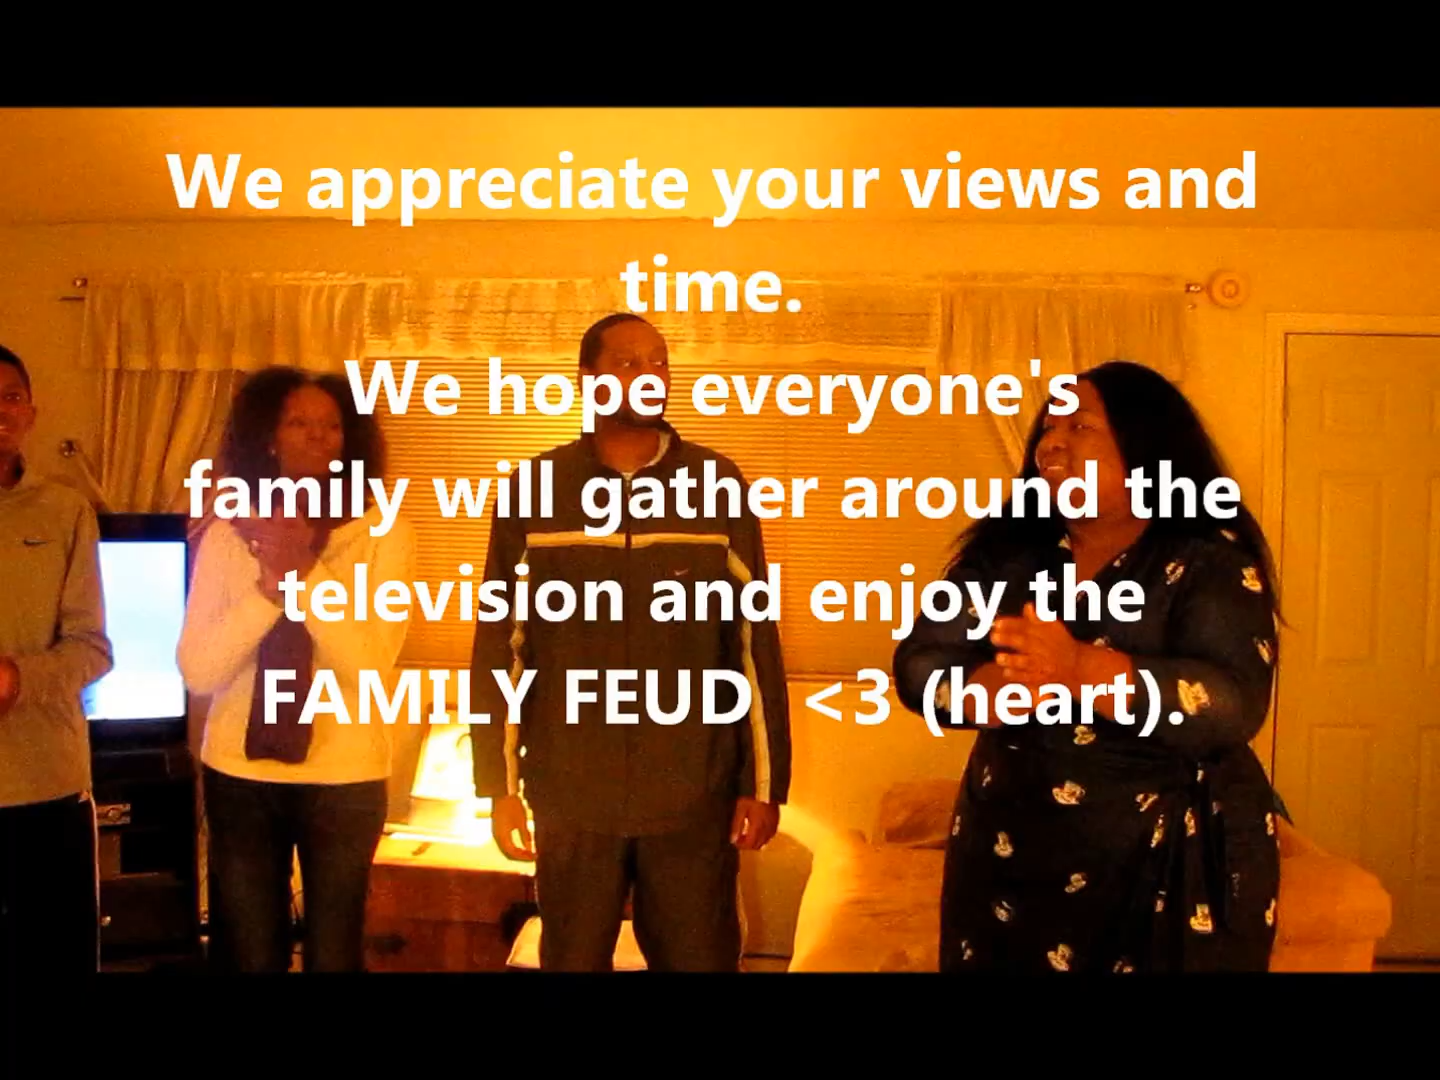 We appreciate your views and
time.
We hope everyone's
family will gather around the
television and enjoy the
FAMILY FEUD <3 (heart).